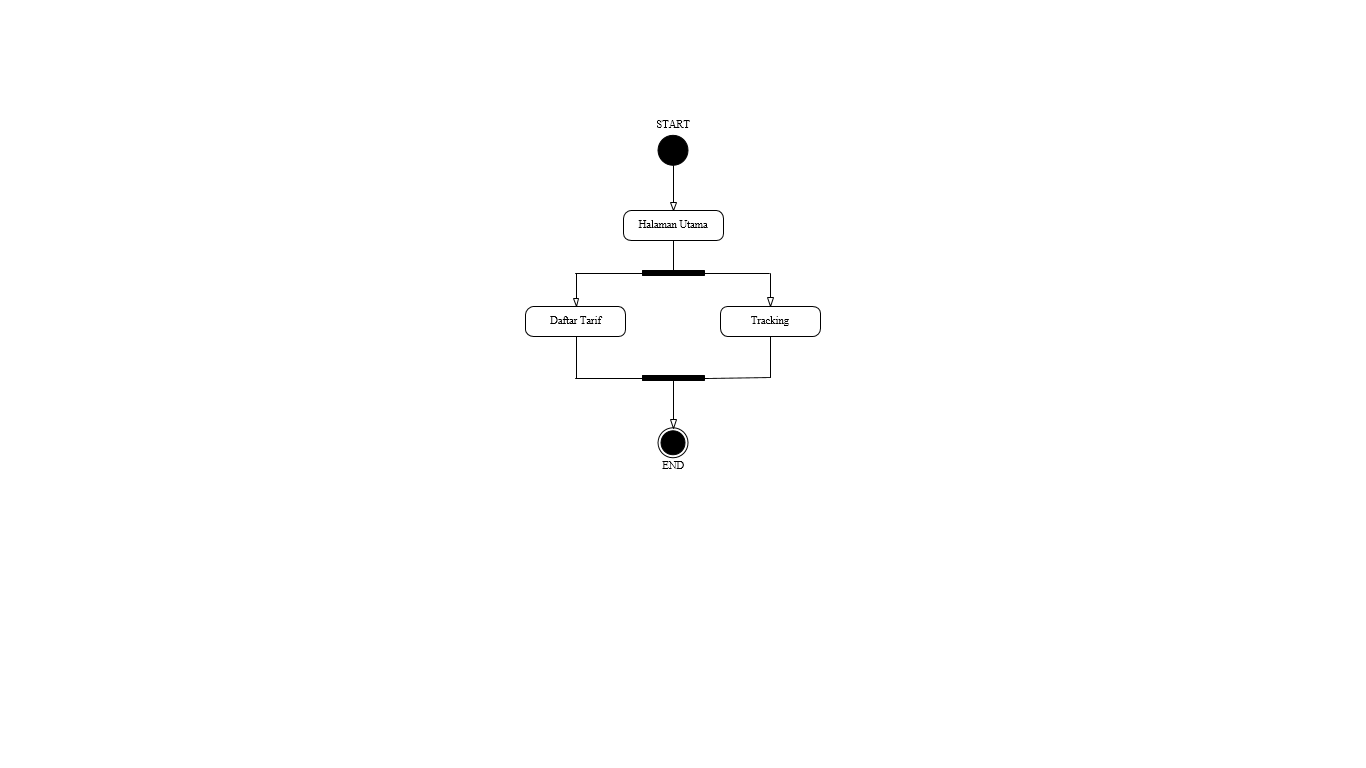 START
Halaman Utama
Daftar Tarif
Tracking
END